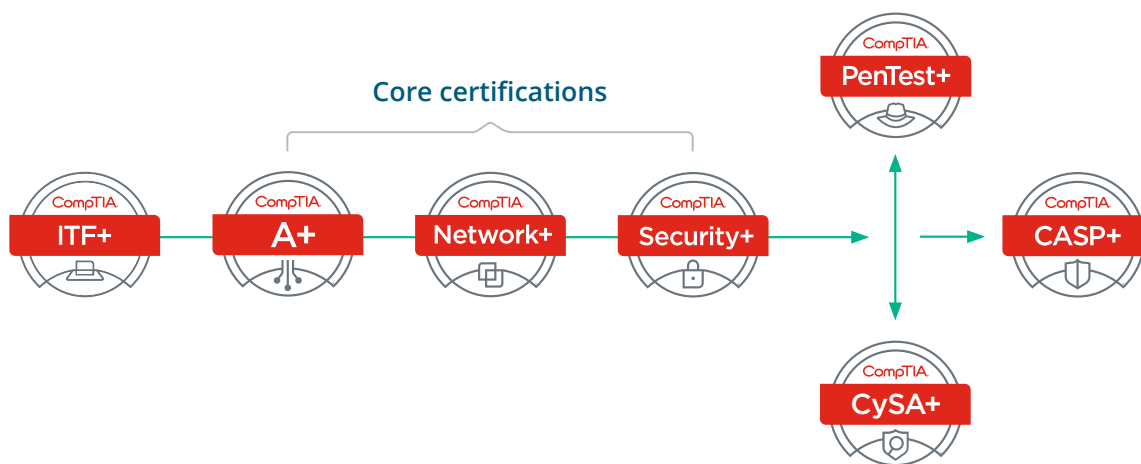 Core certifications
CompTIA.
ITF+
CompTIA.
A+
CompTIA.
Network+
CompTIA.
Security+
CompTIA.
PenTest+
CompTIA.
CySA+
CompTIA.
CASP+